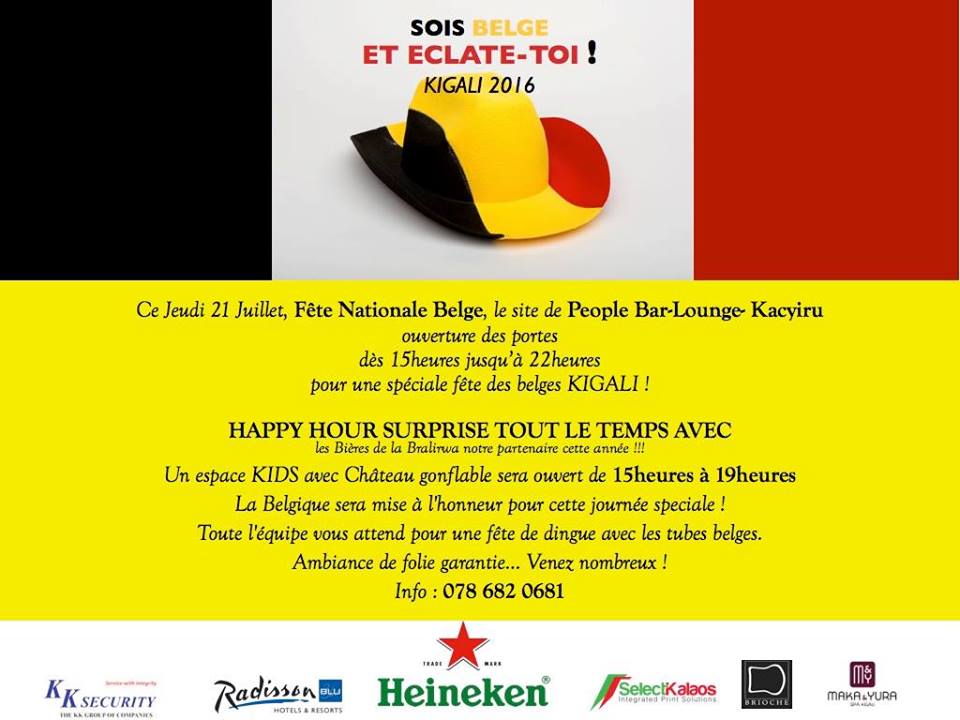 SOIS BELGE
ET ECLATE-TOI !
KIGALI 2016
Ce Jeudi 21 Juillet, Fête Nationale Belge, le site de People Bar-Lounge- Kacyiru
ouverture des portes
dès 15heures jusqu'à 22heures
pour une spéciale fête des belges KIGALI !
HAPPY HOUR SURPRISE TOUT LE TEMPS AVEC
les Bières de la Bralirwa notre partenaire cette année !!!
Un espace KIDS avec Château gonflable sera ouvert de 15heures à 19heures
La Belgique sera mise à l'honneur pour cette journée speciale !
Toute l'équipe vous attend pour une fête de dingue avec les tubes belges.
Ambiance de folie garantie... Venez nombreux !
Info : 078 682 0681
Service with integrity
KK SECURITY
THE KK GROUP OF COMPANIES
Radisson BLU
HOTELS & RESORTS
TRADE MARK
Heineken®
SelectKalaos
Integrated Print Solutions
BRIOCHE
M&Y
MAKA&YURA
SPA KIGALI